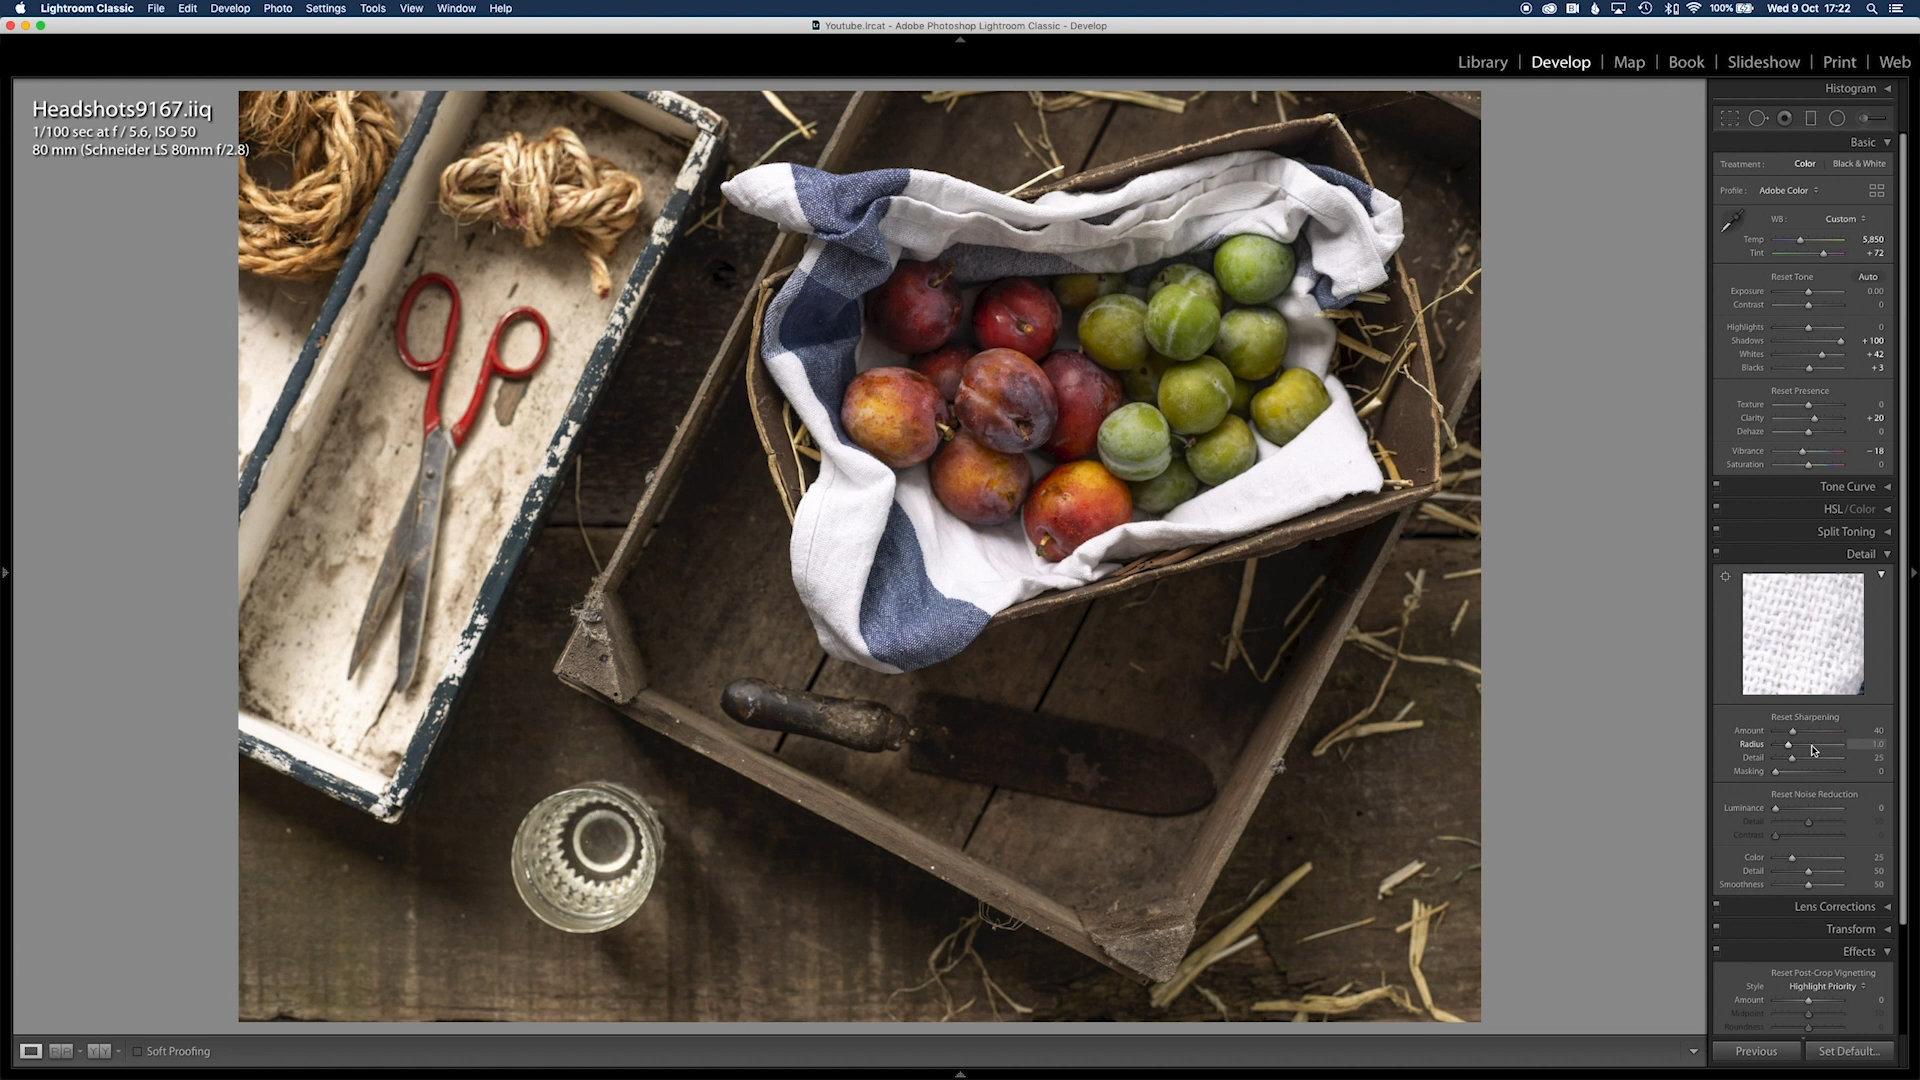 Lightroom Classic File Edit Develop Photo Settings Tools View Window Help 100% Wed 9 Oct 17:22
Youtube.lrcat - Adobe Photoshop Lightroom Classic - Develop
Library | Develop | Map | Book | Slideshow | Print | Web
Headshots9167.iiq
1/100 sec at f / 5.6, ISO 50
80 mm (Schneider LS 80mm f/2.8)
Histogram
Basic
Treatment : Color Black & White
Profile : Adobe Color
WB : Custom
Temp 5,850
Tint + 72
Reset Tone Auto
Exposure 0.00
Contrast 0
Highlights 0
Shadows + 100
Whites + 42
Blacks + 3
Reset Presence
Texture 0
Clarity + 20
Dehaze 0
Vibrance − 18
Saturation 0
Tone Curve
HSL / Color
Split Toning
Detail
Reset Sharpening
Amount 40
Radius 1.0
Detail 25
Masking 0
Reset Noise Reduction
Luminance 0
Detail 50
Contrast 0
Color 25
Detail 50
Smoothness 50
Lens Corrections
Transform
Effects
Reset Post-Crop Vignetting
Style Highlight Priority
Amount 0
Midpoint 50
Roundness
Soft Proofing
Previous Set Default...